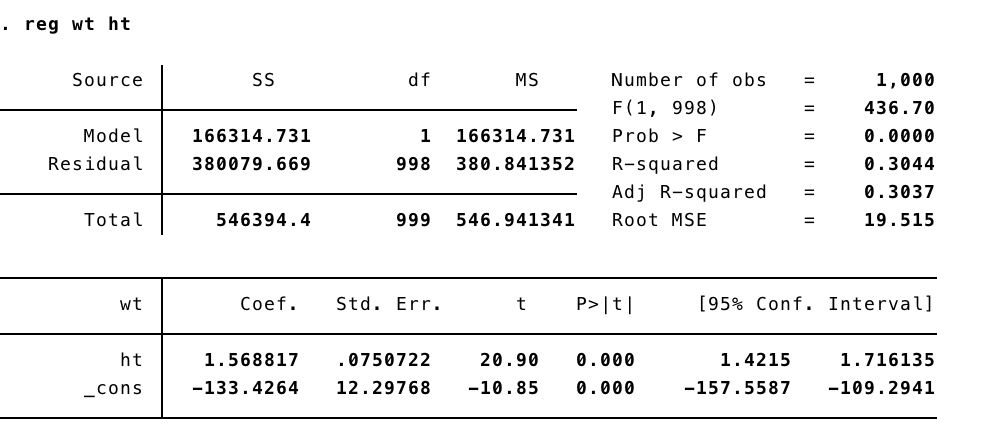 . reg wt ht
Source SS df MS Number of obs = 1,000
F(1, 998) = 436.70
Model 166314.731 1 166314.731 Prob > F = 0.0000
Residual 380079.669 998 380.841352 R-squared = 0.3044
Adj R-squared = 0.3037
Total 546394.4 999 546.941341 Root MSE = 19.515
wt Coef. Std. Err. t P>|t| [95% Conf. Interval]
ht 1.568817 .0750722 20.90 0.000 1.4215 1.716135
_cons -133.4264 12.29768 -10.85 0.000 -157.5587 -109.2941